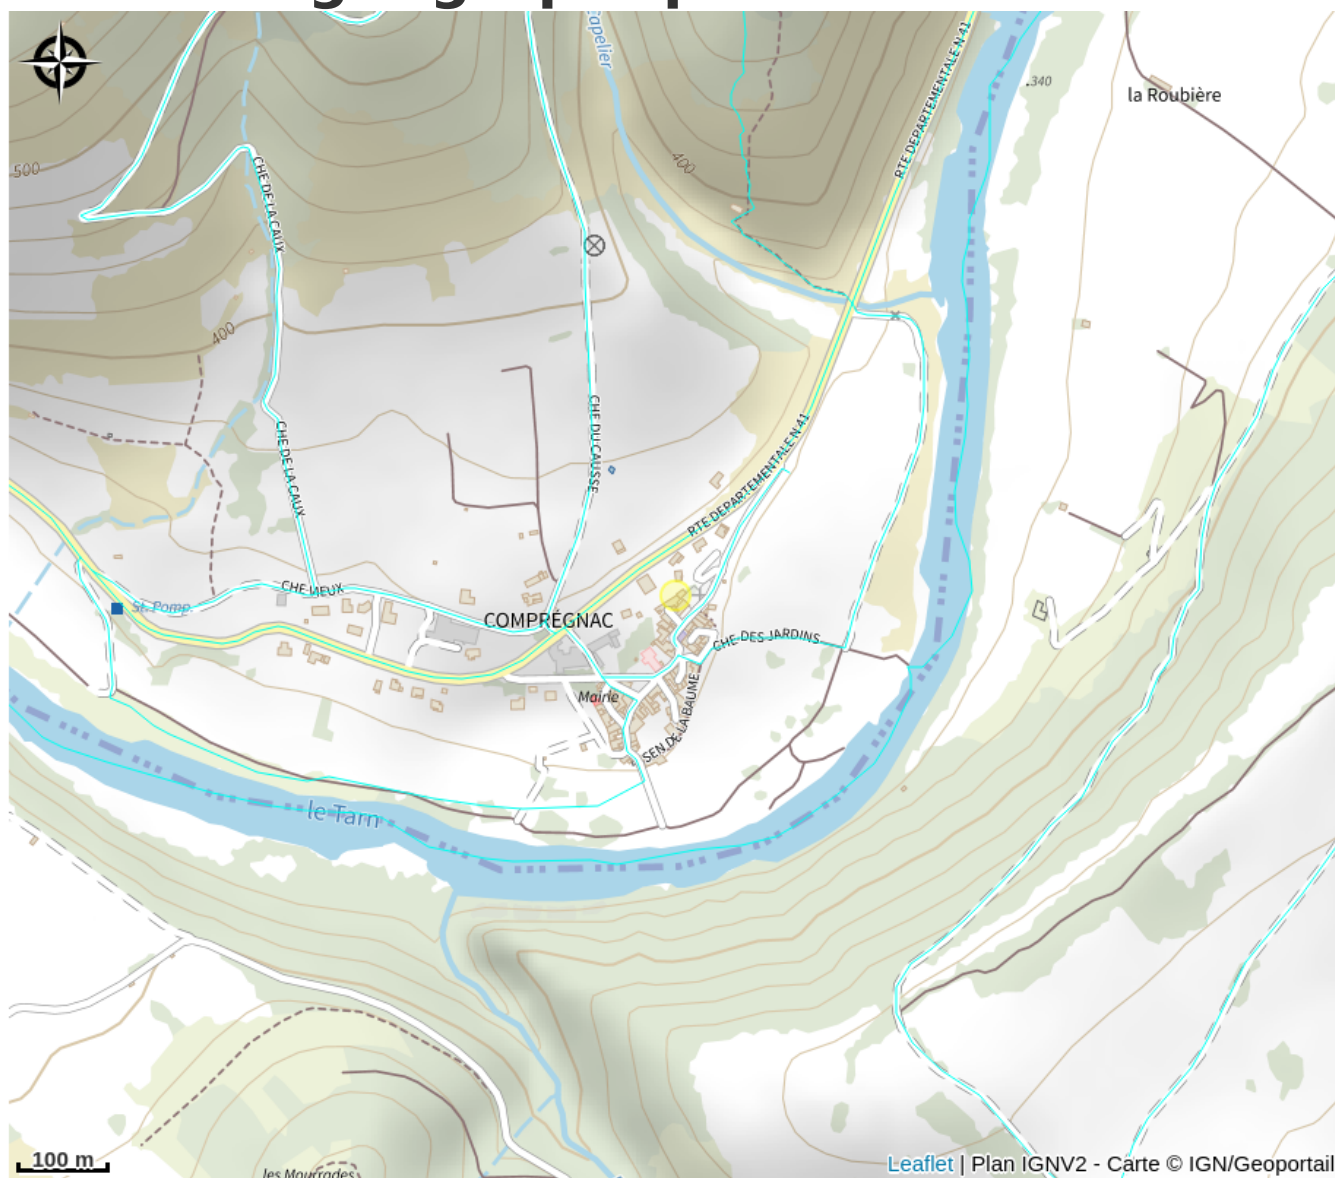 capelier
RTE DEPARTEMENTALE N 41
340
la Roubière
500
400
CHE DE LA CAUX
400
CHE DU CAUSSE
CHE DE LA CAUX
RTE DEPARTEMENTALE N 41
CHE VIEUX
St. Pomp.
COMPRÉGNAC
CHE DES JARDINS
Mairie
SEN DE LA BAUME
le Tarn
les Mourrades
100 m
Leaflet | Plan IGNV2 - Carte © IGN/Geoportail